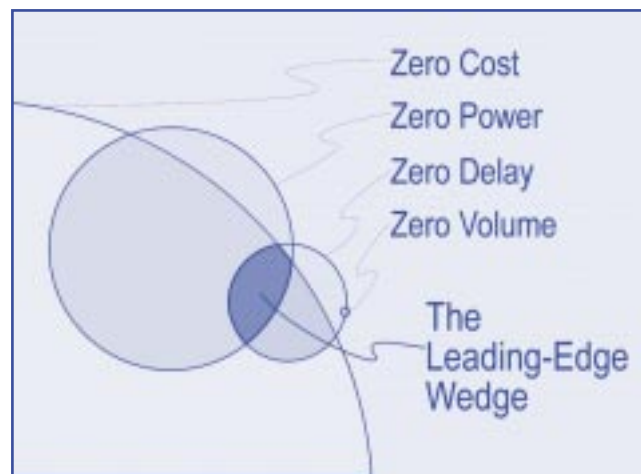 Zero Cost
Zero Power
Zero Delay
Zero Volume
The
Leading-Edge
Wedge